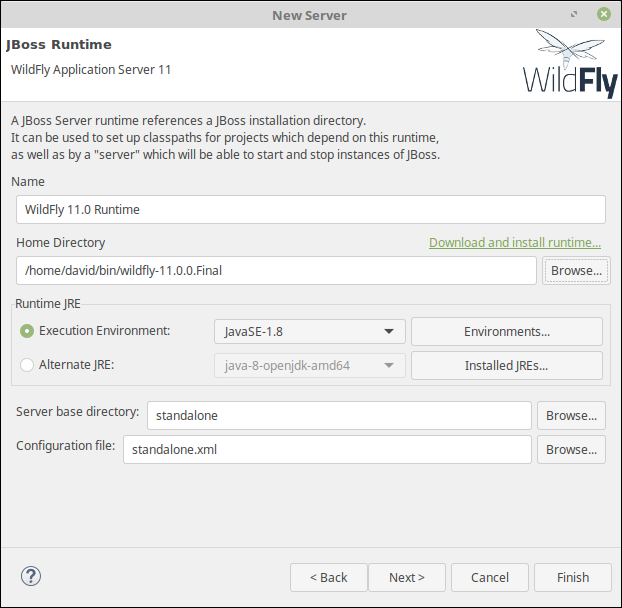 New Server
JBoss Runtime
WildFly Application Server 11
WildFly
A JBoss Server runtime references a JBoss installation directory.
It can be used to set up classpaths for projects which depend on this runtime,
as well as by a "server" which will be able to start and stop instances of JBoss.
Name
WildFly 11.0 Runtime
Home Directory Download and install runtime...
/home/david/bin/wildfly-11.0.0.Final Browse...
Runtime JRE
Execution Environment: JavaSE-1.8 Environments...
Alternate JRE: java-8-openjdk-amd64 Installed JREs...
Server base directory: standalone Browse...
Configuration file: standalone.xml Browse...
? < Back Next > Cancel Finish